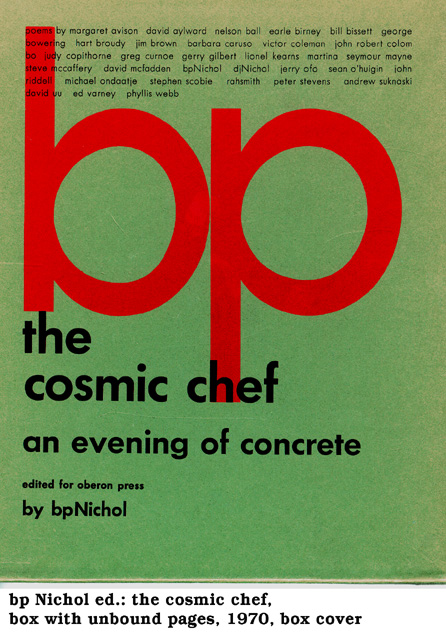 poems by margaret avison david aylward nelson ball earle birney bill bissett george
bowering hart broudy jim brown barbara caruso victor coleman john robert colom
bo judy copithorne greg curnoe gerry gilbert lionel kearns martina seymour mayne
steve mccaffery david mcfadden bpNichol djNichol jerry ofo sean o'huigin john
riddell michael ondaatje stephen scobie rahsmith peter stevens andrew suknaski
david uu ed varney phyllis webb
bp
the
cosmic chef
an evening of concrete
edited for oberon press
by bpNichol
bp Nichol ed.: the cosmic chef,
box with unbound pages, 1970, box cover